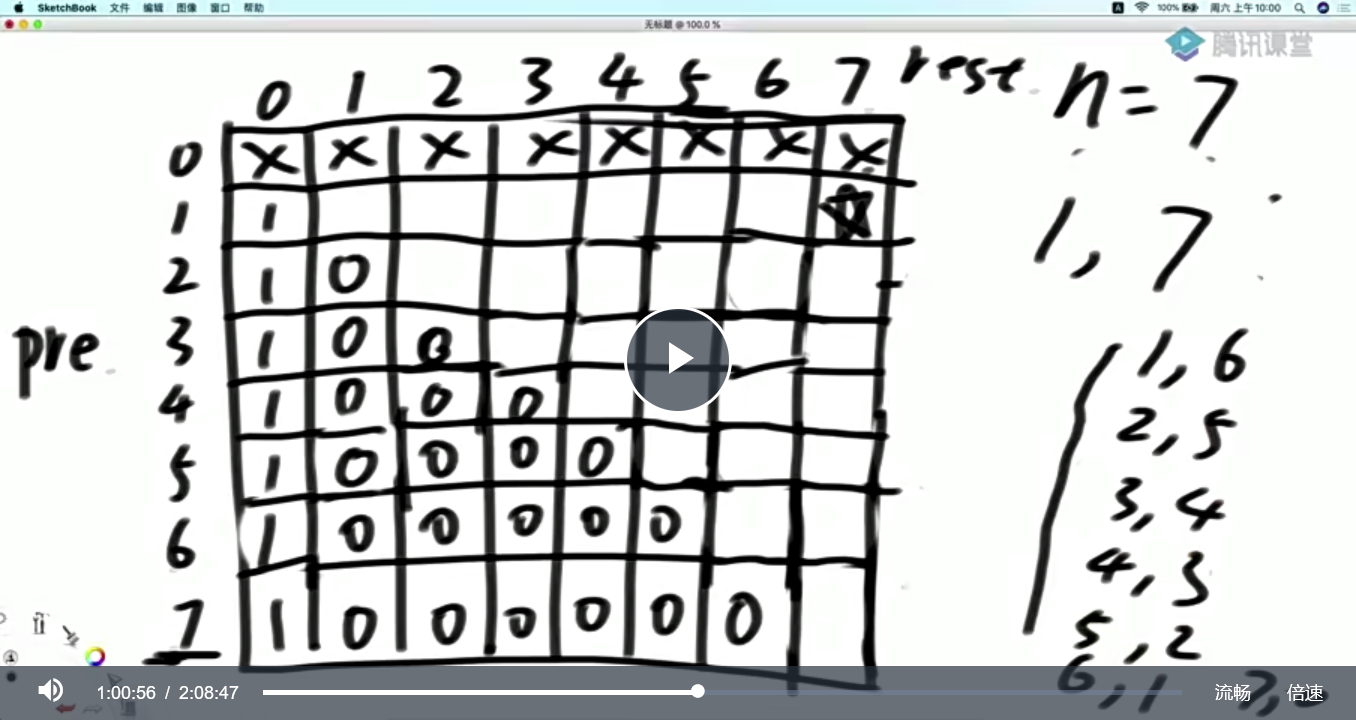 SketchBook 文件 编辑 图像 窗口 帮助 A 100% 周六 上午10:00
无标题 @ 100.0 %
腾讯课堂
0 1 2 3 4 5 6 7 rest n = 7
0 X X X X X X X X
1 1
1, 7
2 1 0
pre 3 1 0 0
1, 6
4 1 0 0 0
2, 5
5 1 0 0 0 0
3, 4
6 1 0 0 0 0 0
4, 3
7 1 0 0 0 0 0 0
5, 2
6, 1
1:00:56 / 2:08:47 流畅 倍速